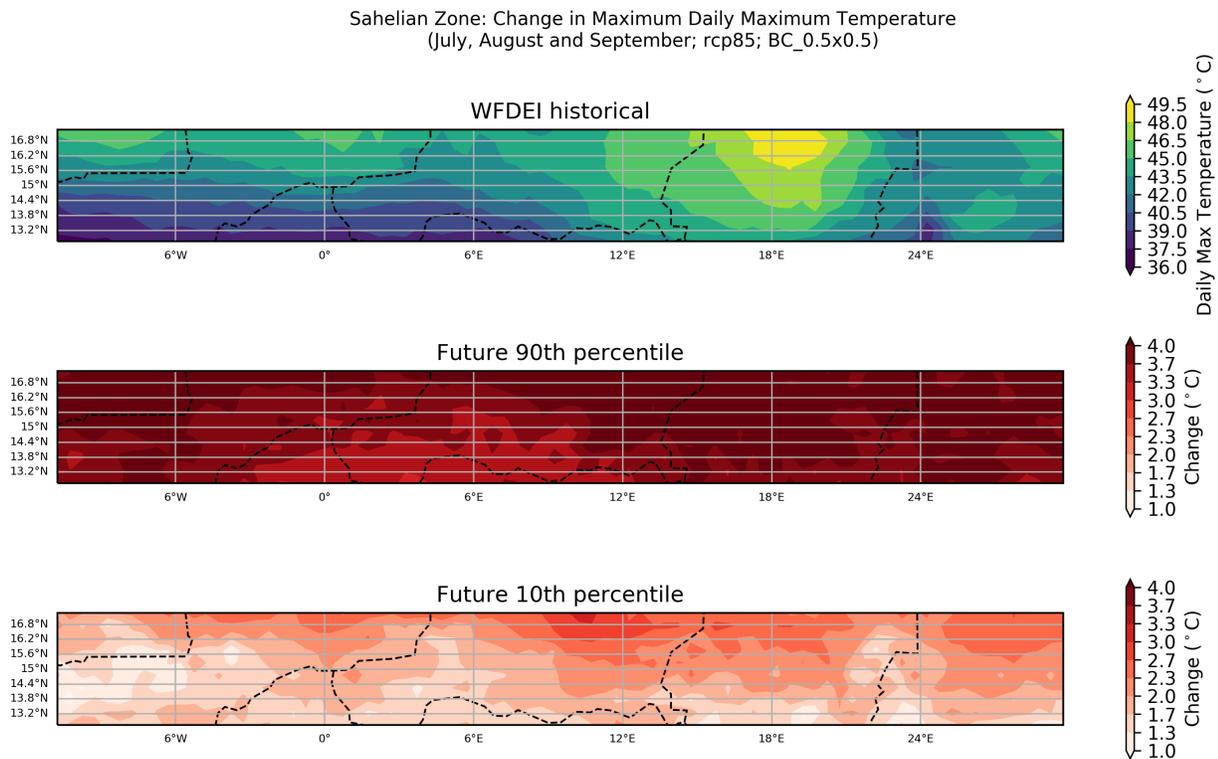 Sahelian Zone: Change in Maximum Daily Maximum Temperature
(July, August and September; rcp85; BC_0.5x0.5)
WFDEI historical
16.8°N
16.2°N
15.6°N
15°N
14.4°N
13.8°N
13.2°N
6°W 0° 6°E 12°E 18°E 24°E
49.5
48.0
46.5
45.0
43.5
42.0
40.5
39.0
37.5
36.0
Daily Max Temperature (°C)
Future 90th percentile
16.8°N
16.2°N
15.6°N
15°N
14.4°N
13.8°N
13.2°N
6°W 0° 6°E 12°E 18°E 24°E
4.0
3.7
3.3
3.0
2.7
2.3
2.0
1.7
1.3
1.0
Change (°C)
Future 10th percentile
16.8°N
16.2°N
15.6°N
15°N
14.4°N
13.8°N
13.2°N
6°W 0° 6°E 12°E 18°E 24°E
4.0
3.7
3.3
3.0
2.7
2.3
2.0
1.7
1.3
1.0
Change (°C)